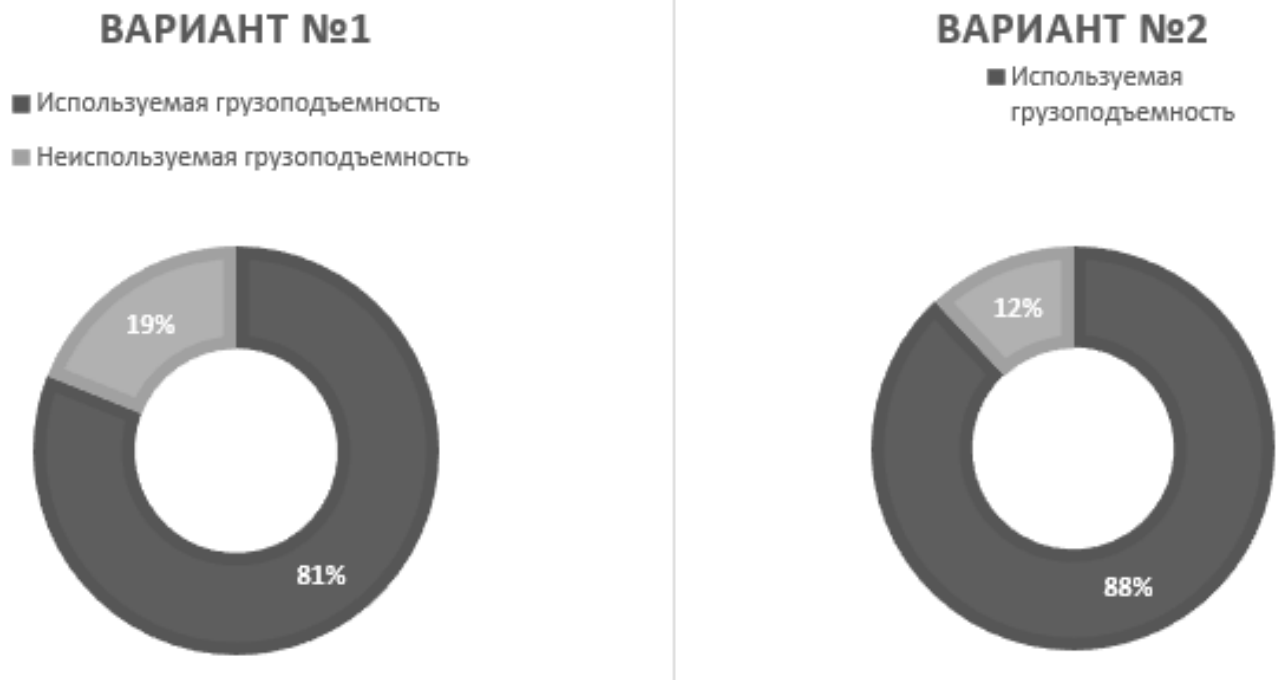 ВАРИАНТ №1
Используемая грузоподъемность
Неиспользуемая грузоподъемность
19%
81%
ВАРИАНТ №2
Используемая
грузоподъемность
12%
88%